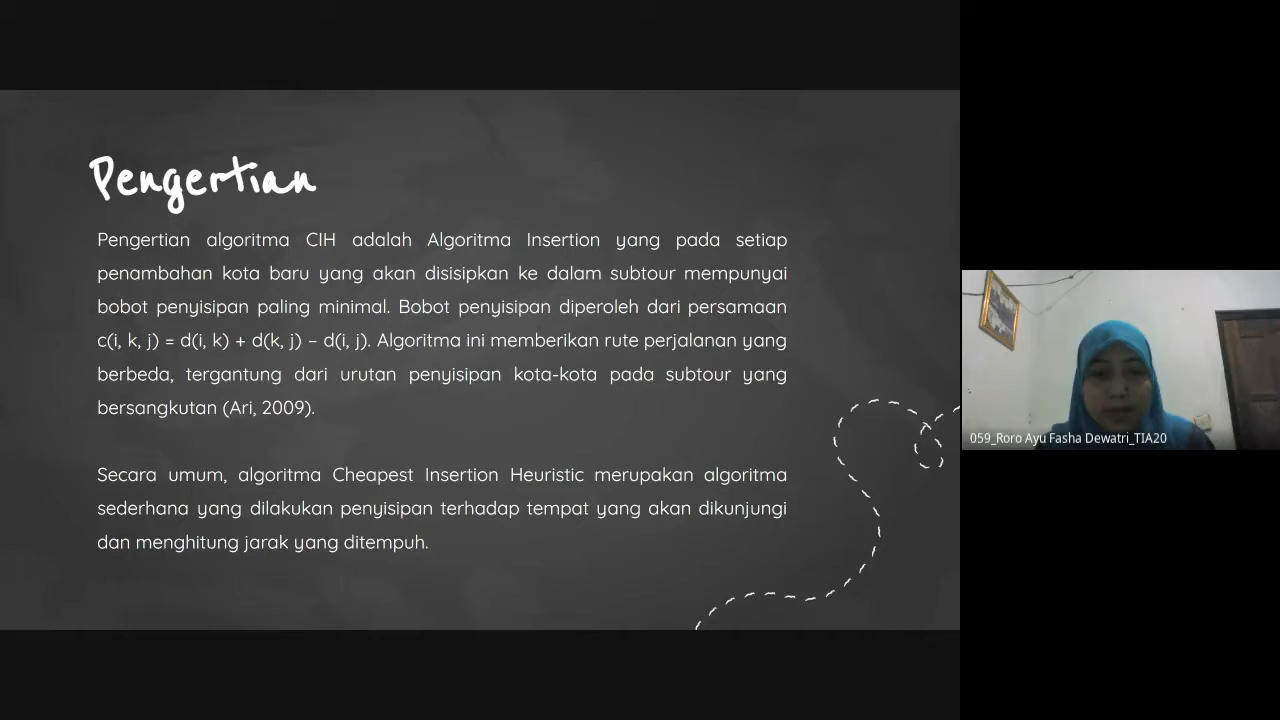 Pengertian
Pengertian algoritma CIH adalah Algoritma Insertion yang pada setiap
penambahan kota baru yang akan disisipkan ke dalam subtour mempunyai
bobot penyisipan paling minimal. Bobot penyisipan diperoleh dari persamaan
c(i, k, j) = d(i, k) + d(k, j) – d(i, j). Algoritma ini memberikan rute perjalanan yang
berbeda, tergantung dari urutan penyisipan kota-kota pada subtour yang
bersangkutan (Ari, 2009).
Secara umum, algoritma Cheapest Insertion Heuristic merupakan algoritma
sederhana yang dilakukan penyisipan terhadap tempat yang akan dikunjungi
dan menghitung jarak yang ditempuh.
059_Roro Ayu Fasha Dewatri_TIA20